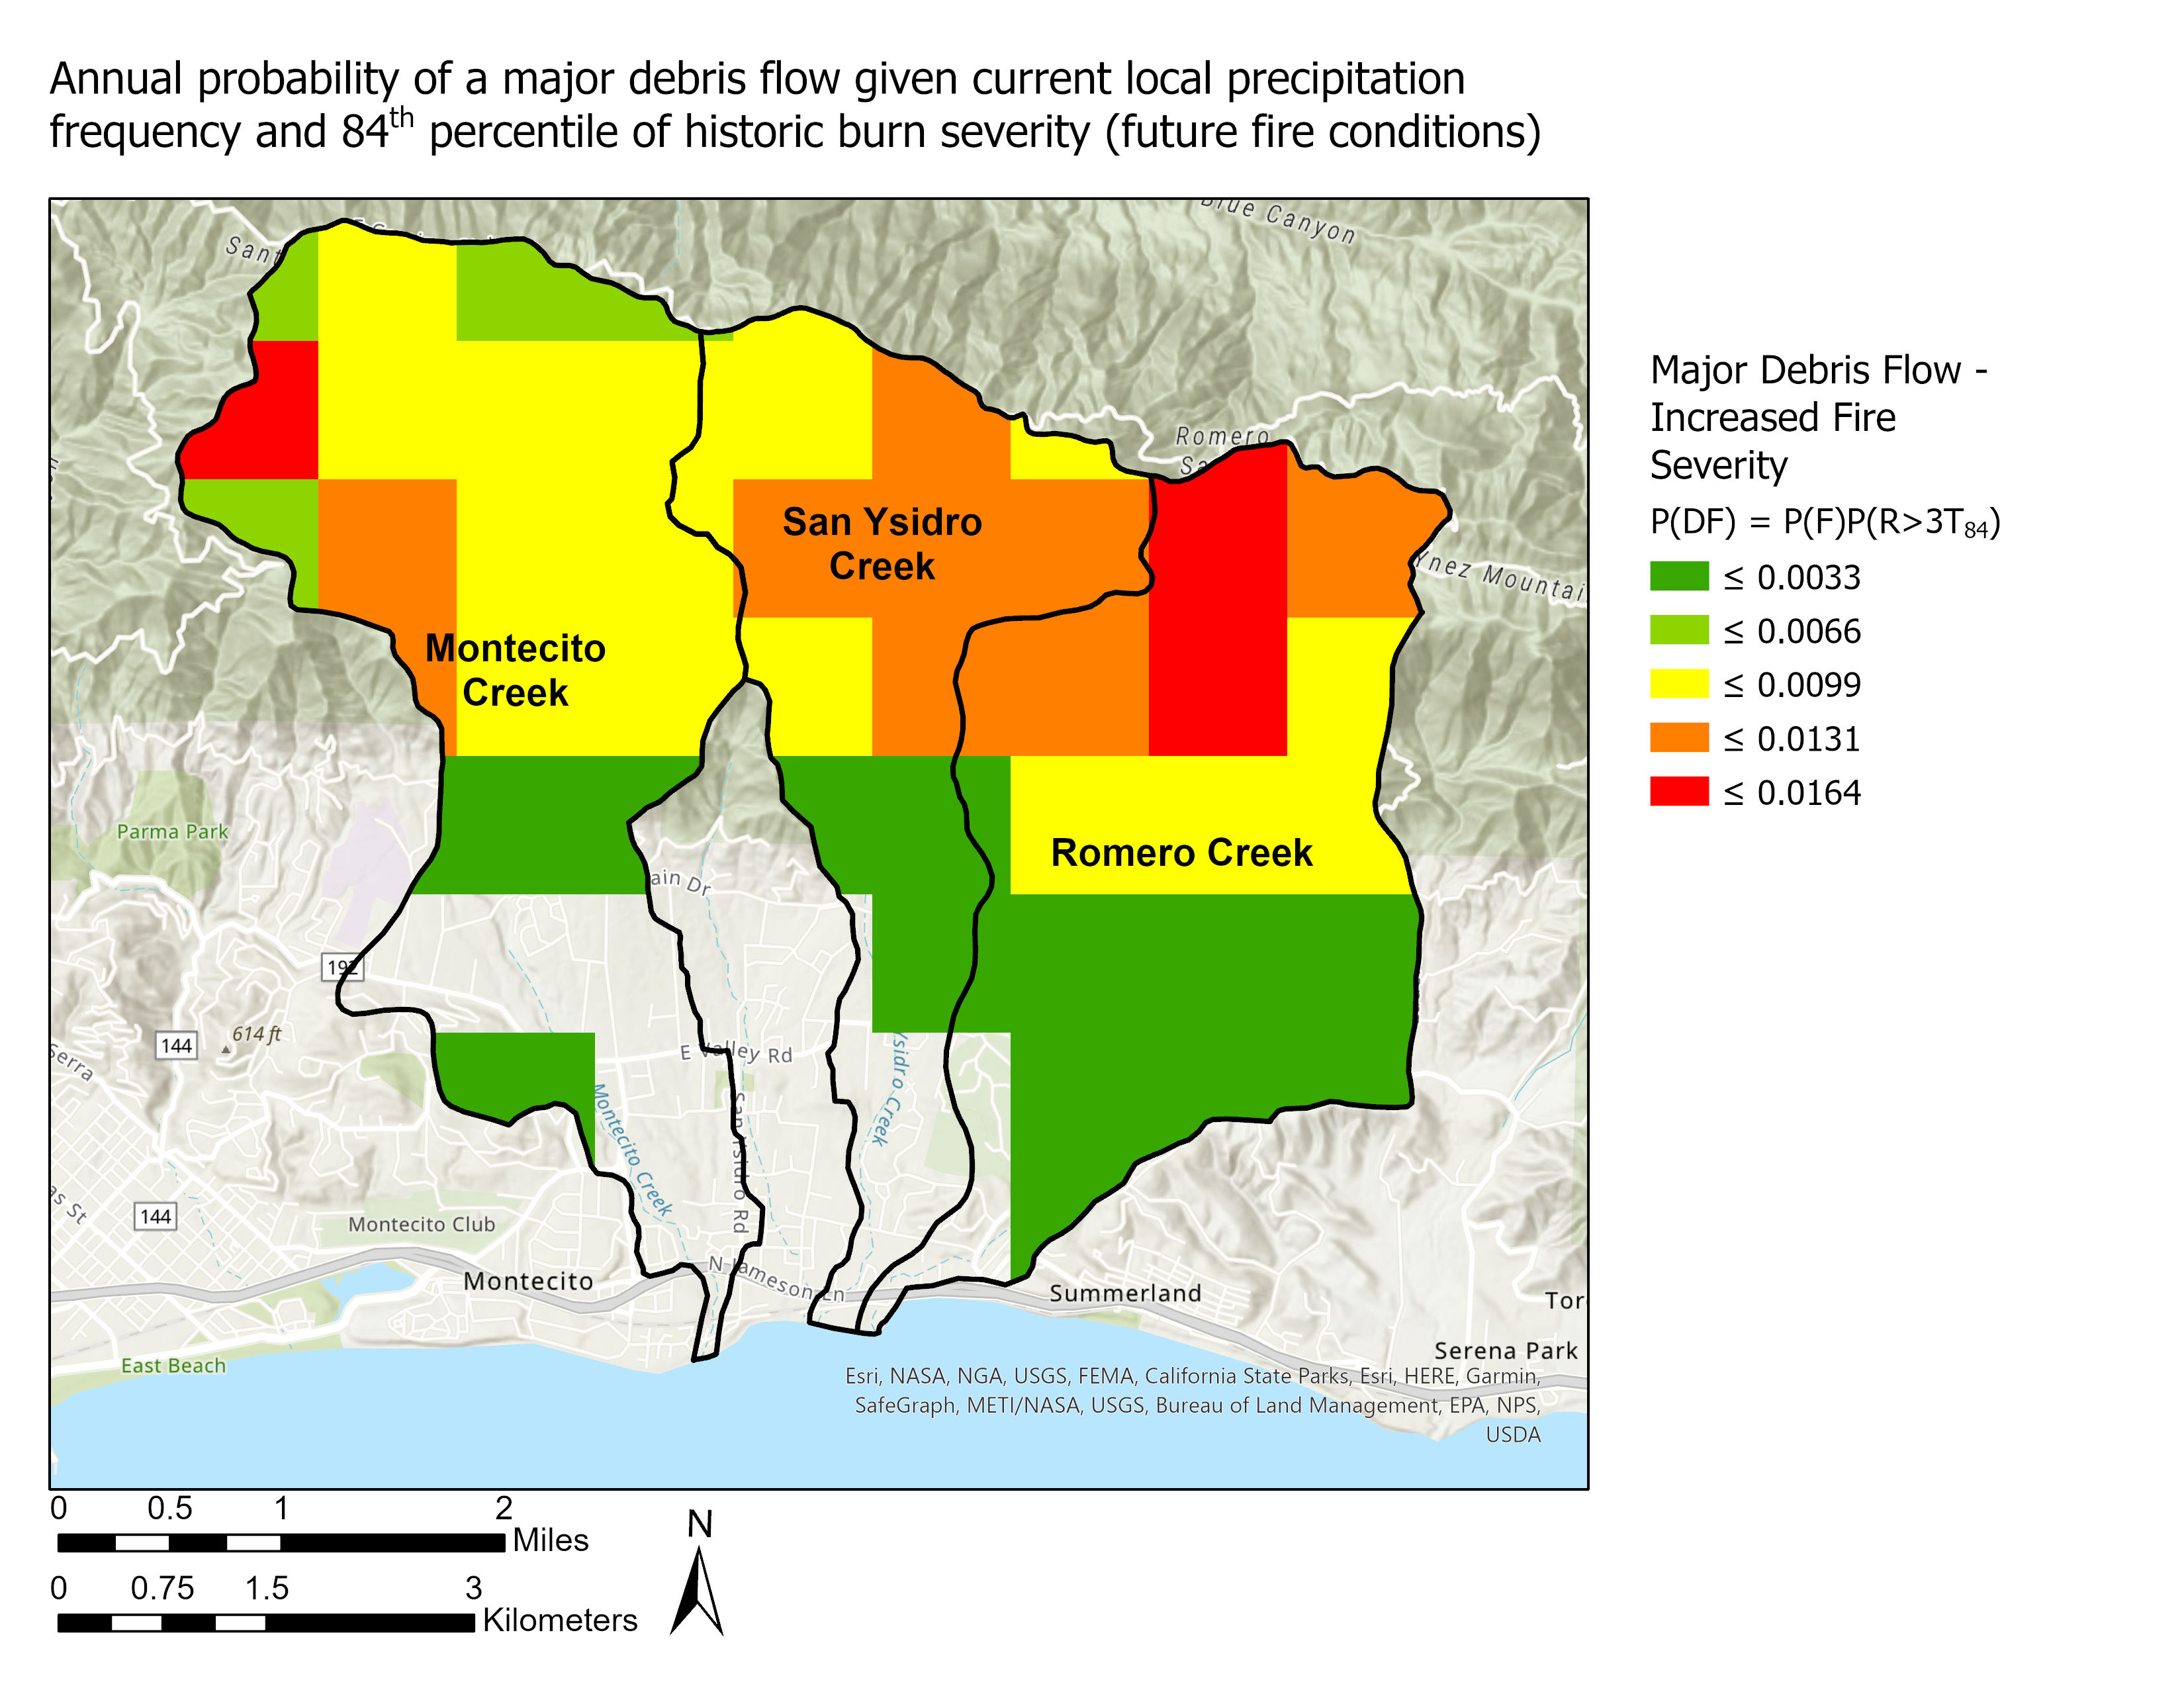 Annual probability of a major debris flow given current local precipitation
frequency and 84th percentile of historic burn severity (future fire conditions)
Blue Canyon
Sant
Romero
Sa
Ynez Mountai
San Ysidro
Creek
Montecito
Creek
Romero Creek
Parma Park
ain Dr
192
144
614 ft
E Valley Rd
Serra
Montecito Creek
San Ysidro Rd
Ysidro Creek
as St
144
Montecito Club
N Jameson Ln
Montecito
Summerland
Tor
Serena Park
East Beach
Esri, NASA, NGA, USGS, FEMA, California State Parks, Esri, HERE, Garmin,
SafeGraph, METI/NASA, USGS, Bureau of Land Management, EPA, NPS,
USDA
Major Debris Flow -
Increased Fire
Severity
P(DF) = P(F)P(R>3T84)
≤ 0.0033
≤ 0.0066
≤ 0.0099
≤ 0.0131
≤ 0.0164
0 0.5 1 2
Miles
0 0.75 1.5 3
Kilometers
N